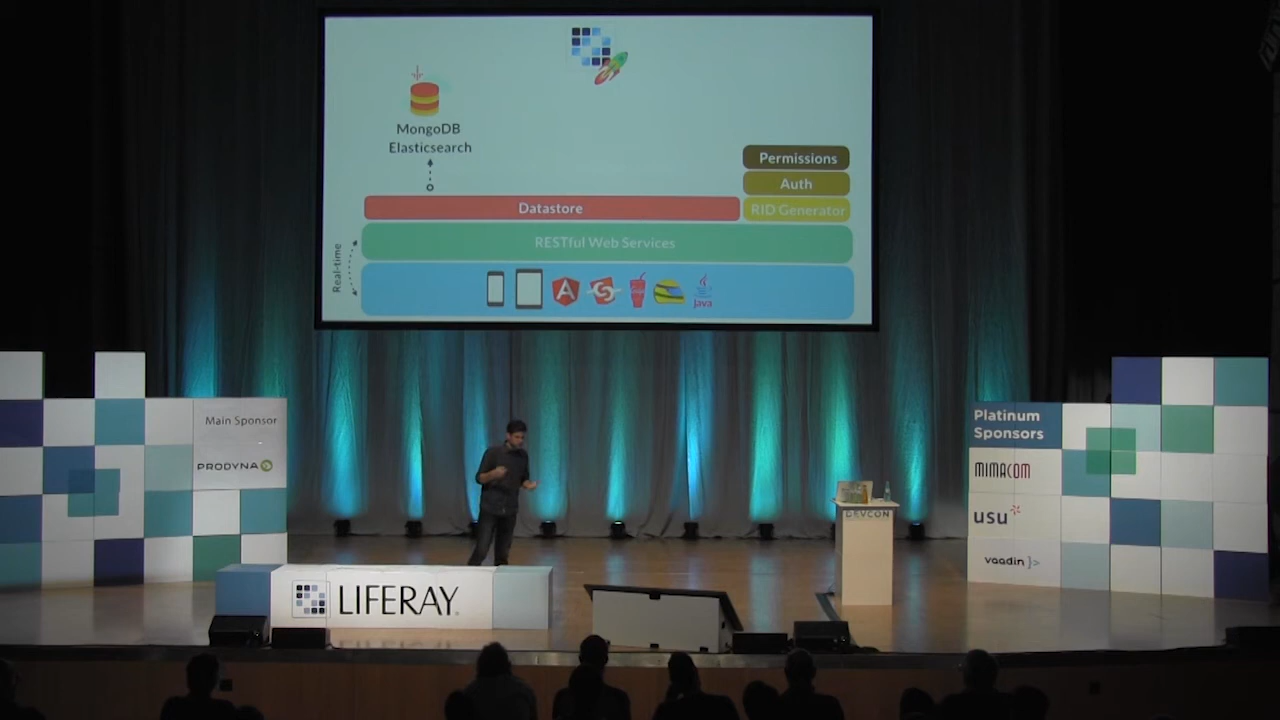 MongoDB
Elasticsearch
Permissions
Auth
Datastore
RID Generator
RESTful Web Services
Real-time
Java
Main Sponsor
PRODYNA
Platinum
Sponsors
mimacom
usu
vaadin}>
DEVCON
LIFERAY